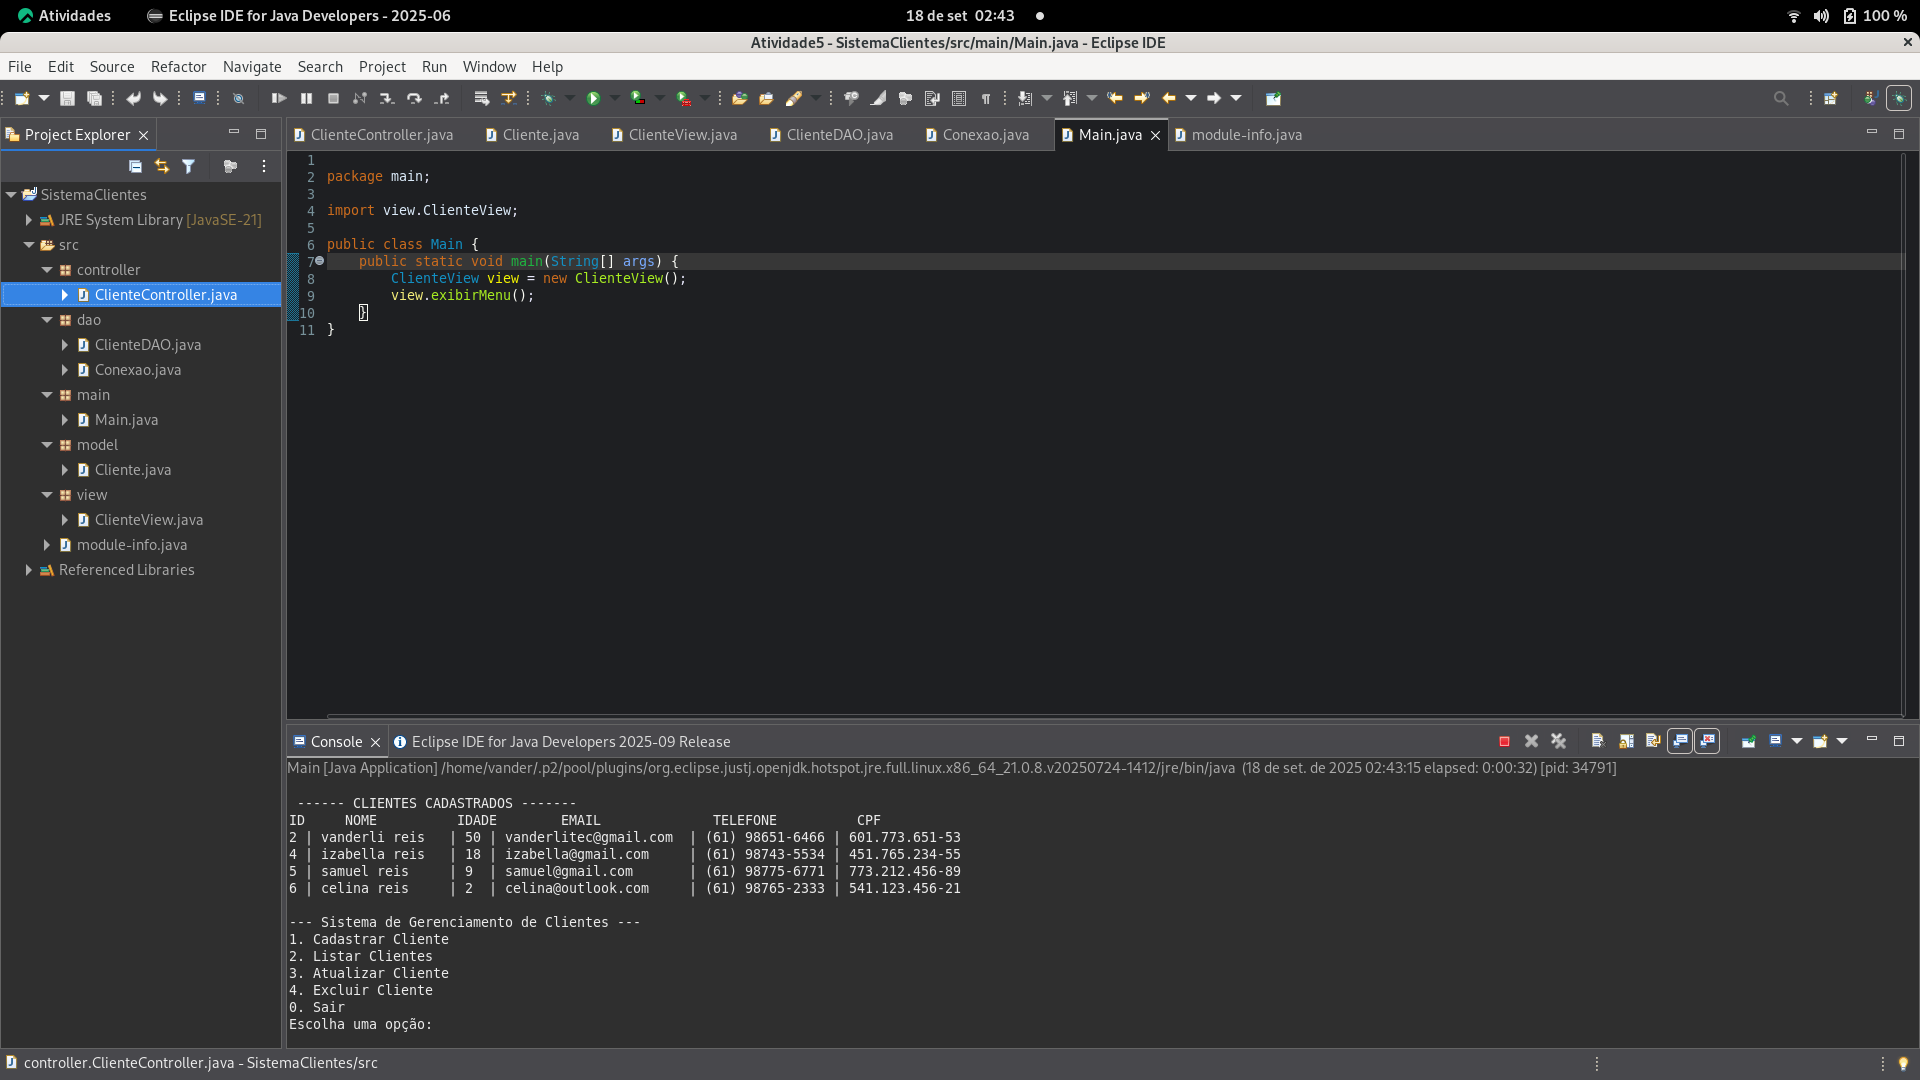 Atividades
Eclipse IDE for Java Developers - 2025-06
18 de set 02:43
100 %
Atividade5 - SistemaClientes/src/main/Main.java - Eclipse IDE
File Edit Source Refactor Navigate Search Project Run Window Help
Project Explorer
SistemaClientes
JRE System Library [JavaSE-21]
src
controller
ClienteController.java
dao
ClienteDAO.java
Conexao.java
main
Main.java
model
Cliente.java
view
ClienteView.java
module-info.java
Referenced Libraries
ClienteController.java Cliente.java ClienteView.java ClienteDAO.java Conexao.java Main.java module-info.java
1
2 package main;
3
4 import view.ClienteView;
5
6 public class Main {
7     public static void main(String[] args) {
8         ClienteView view = new ClienteView();
9         view.exibirMenu();
10     }
11 }
Console
Eclipse IDE for Java Developers 2025-09 Release
Main [Java Application] /home/vander/.p2/pool/plugins/org.eclipse.justj.openjdk.hotspot.jre.full.linux.x86_64_21.0.8.v20250724-1412/jre/bin/java (18 de set. de 2025 02:43:15 elapsed: 0:00:32) [pid: 34791]
------ CLIENTES CADASTRADOS -------
ID     NOME          IDADE        EMAIL              TELEFONE          CPF
2 | vanderli reis   | 50 | vanderlitec@gmail.com  | (61) 98651-6466 | 601.773.651-53
4 | izabella reis   | 18 | izabella@gmail.com     | (61) 98743-5534 | 451.765.234-55
5 | samuel reis     | 9  | samuel@gmail.com       | (61) 98775-6771 | 773.212.456-89
6 | celina reis     | 2  | celina@outlook.com     | (61) 98765-2333 | 541.123.456-21
--- Sistema de Gerenciamento de Clientes ---
1. Cadastrar Cliente
2. Listar Clientes
3. Atualizar Cliente
4. Excluir Cliente
0. Sair
Escolha uma opção:
controller.ClienteController.java - SistemaClientes/src